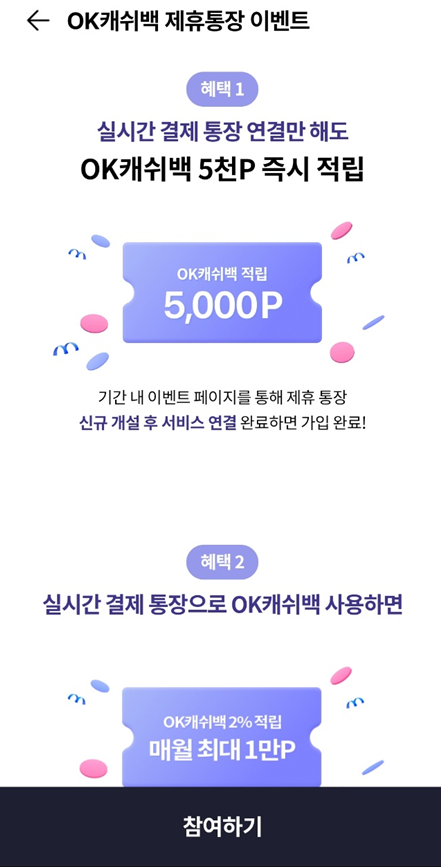 OK캐쉬백 제휴통장 이벤트
혜택 1
실시간 결제 통장 연결만 해도
OK캐쉬백 5천P 즉시 적립
OK캐쉬백 적립
5,000P
기간 내 이벤트 페이지를 통해 제휴 통장
신규 개설 후 서비스 연결 완료하면 가입 완료!
혜택 2
실시간 결제 통장으로 OK캐쉬백 사용하면
OK캐쉬백 2% 적립
매월 최대 1만P
참여하기